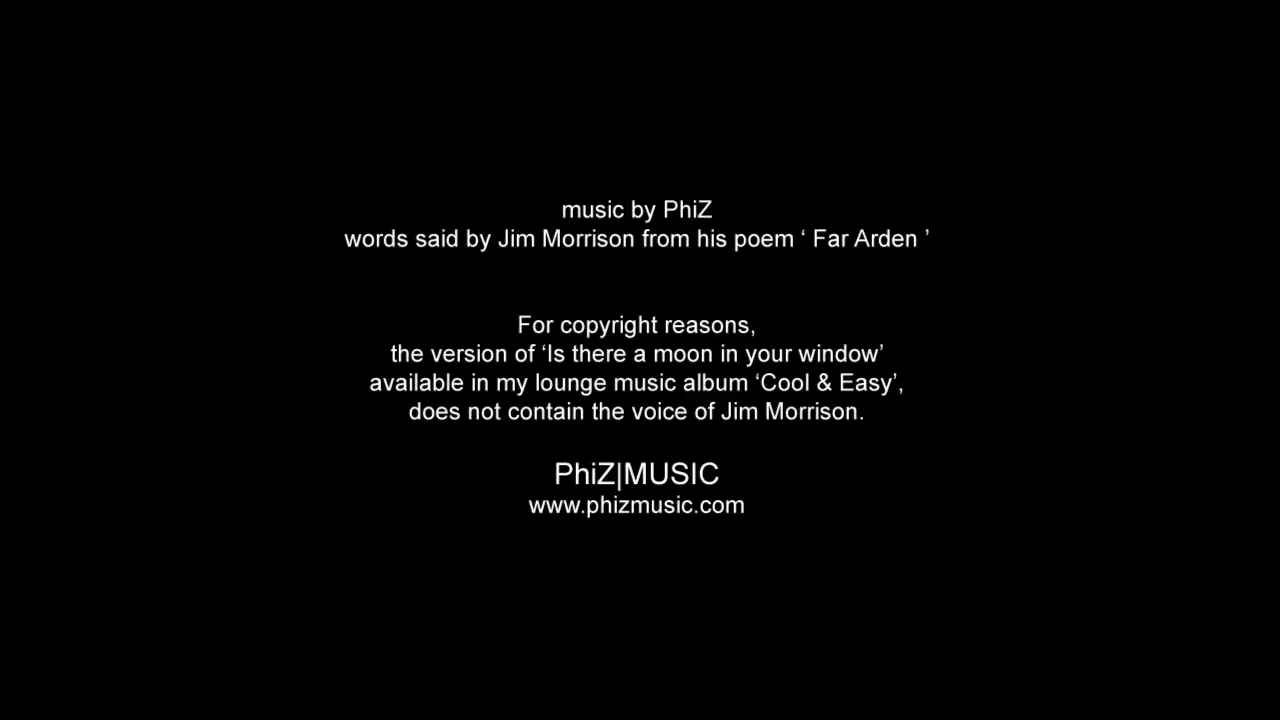 music by PhiZ
words said by Jim Morrison from his poem ‘ Far Arden ’
For copyright reasons,
the version of ‘Is there a moon in your window’
available in my lounge music album ‘Cool & Easy’,
does not contain the voice of Jim Morrison.
PhiZ|MUSIC
www.phizmusic.com